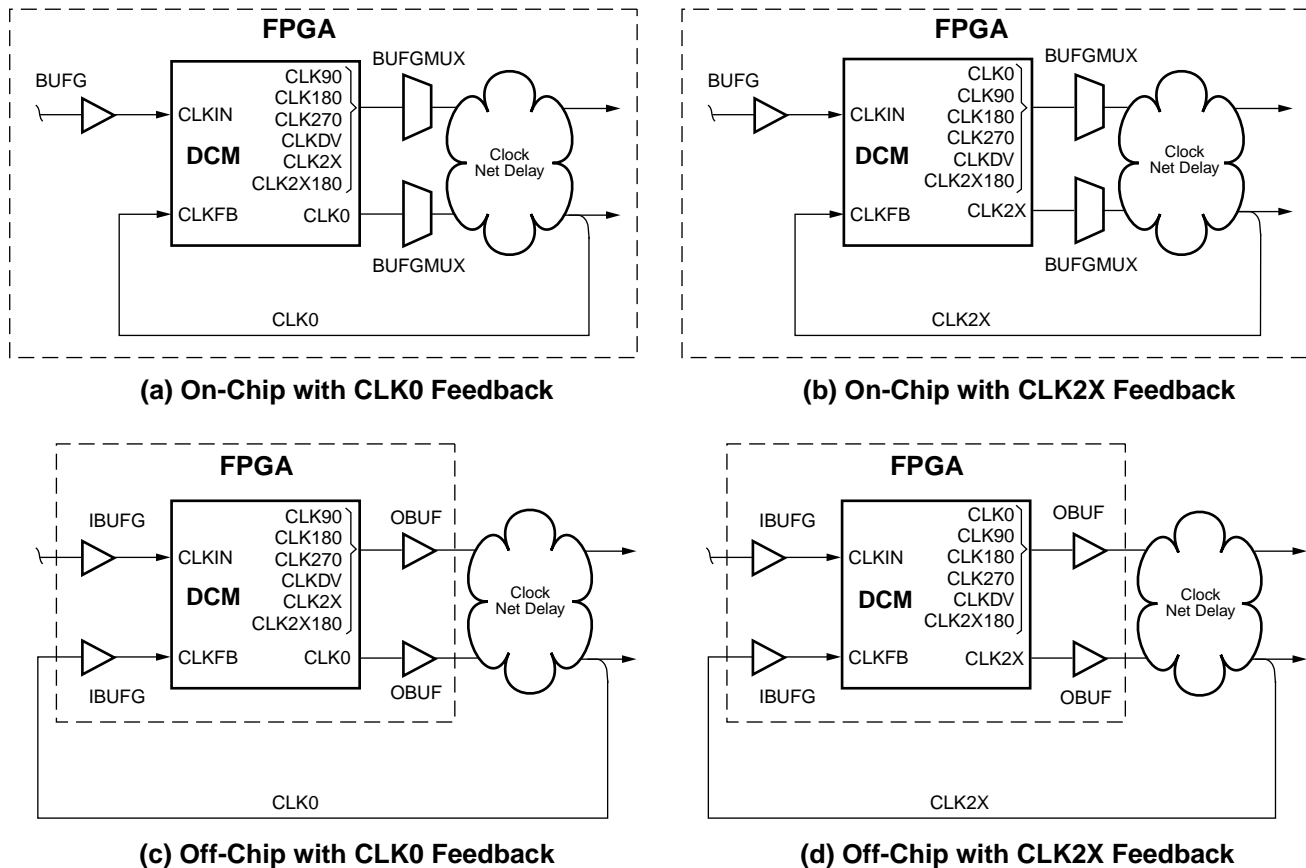 FPGA
BUFG
BUFGMUX
CLK90
CLK180
CLK270
CLKDV
CLK2X
CLK2X180
CLKIN
DCM
CLKFB
CLK0
Clock
Net Delay
BUFGMUX
CLK0
(a) On-Chip with CLK0 Feedback
FPGA
BUFG
BUFGMUX
CLK0
CLK90
CLK180
CLK270
CLKDV
CLK2X180
CLKIN
DCM
CLKFB
CLK2X
Clock
Net Delay
BUFGMUX
CLK2X
(b) On-Chip with CLK2X Feedback
FPGA
IBUFG
OBUF
CLK90
CLK180
CLK270
CLKDV
CLK2X
CLK2X180
CLKIN
DCM
CLKFB
CLK0
Clock
Net Delay
IBUFG
OBUF
CLK0
(c) Off-Chip with CLK0 Feedback
FPGA
IBUFG
OBUF
CLK0
CLK90
CLK180
CLK270
CLKDV
CLK2X180
CLKIN
DCM
CLKFB
CLK2X
Clock
Net Delay
IBUFG
OBUF
CLK2X
(d) Off-Chip with CLK2X Feedback